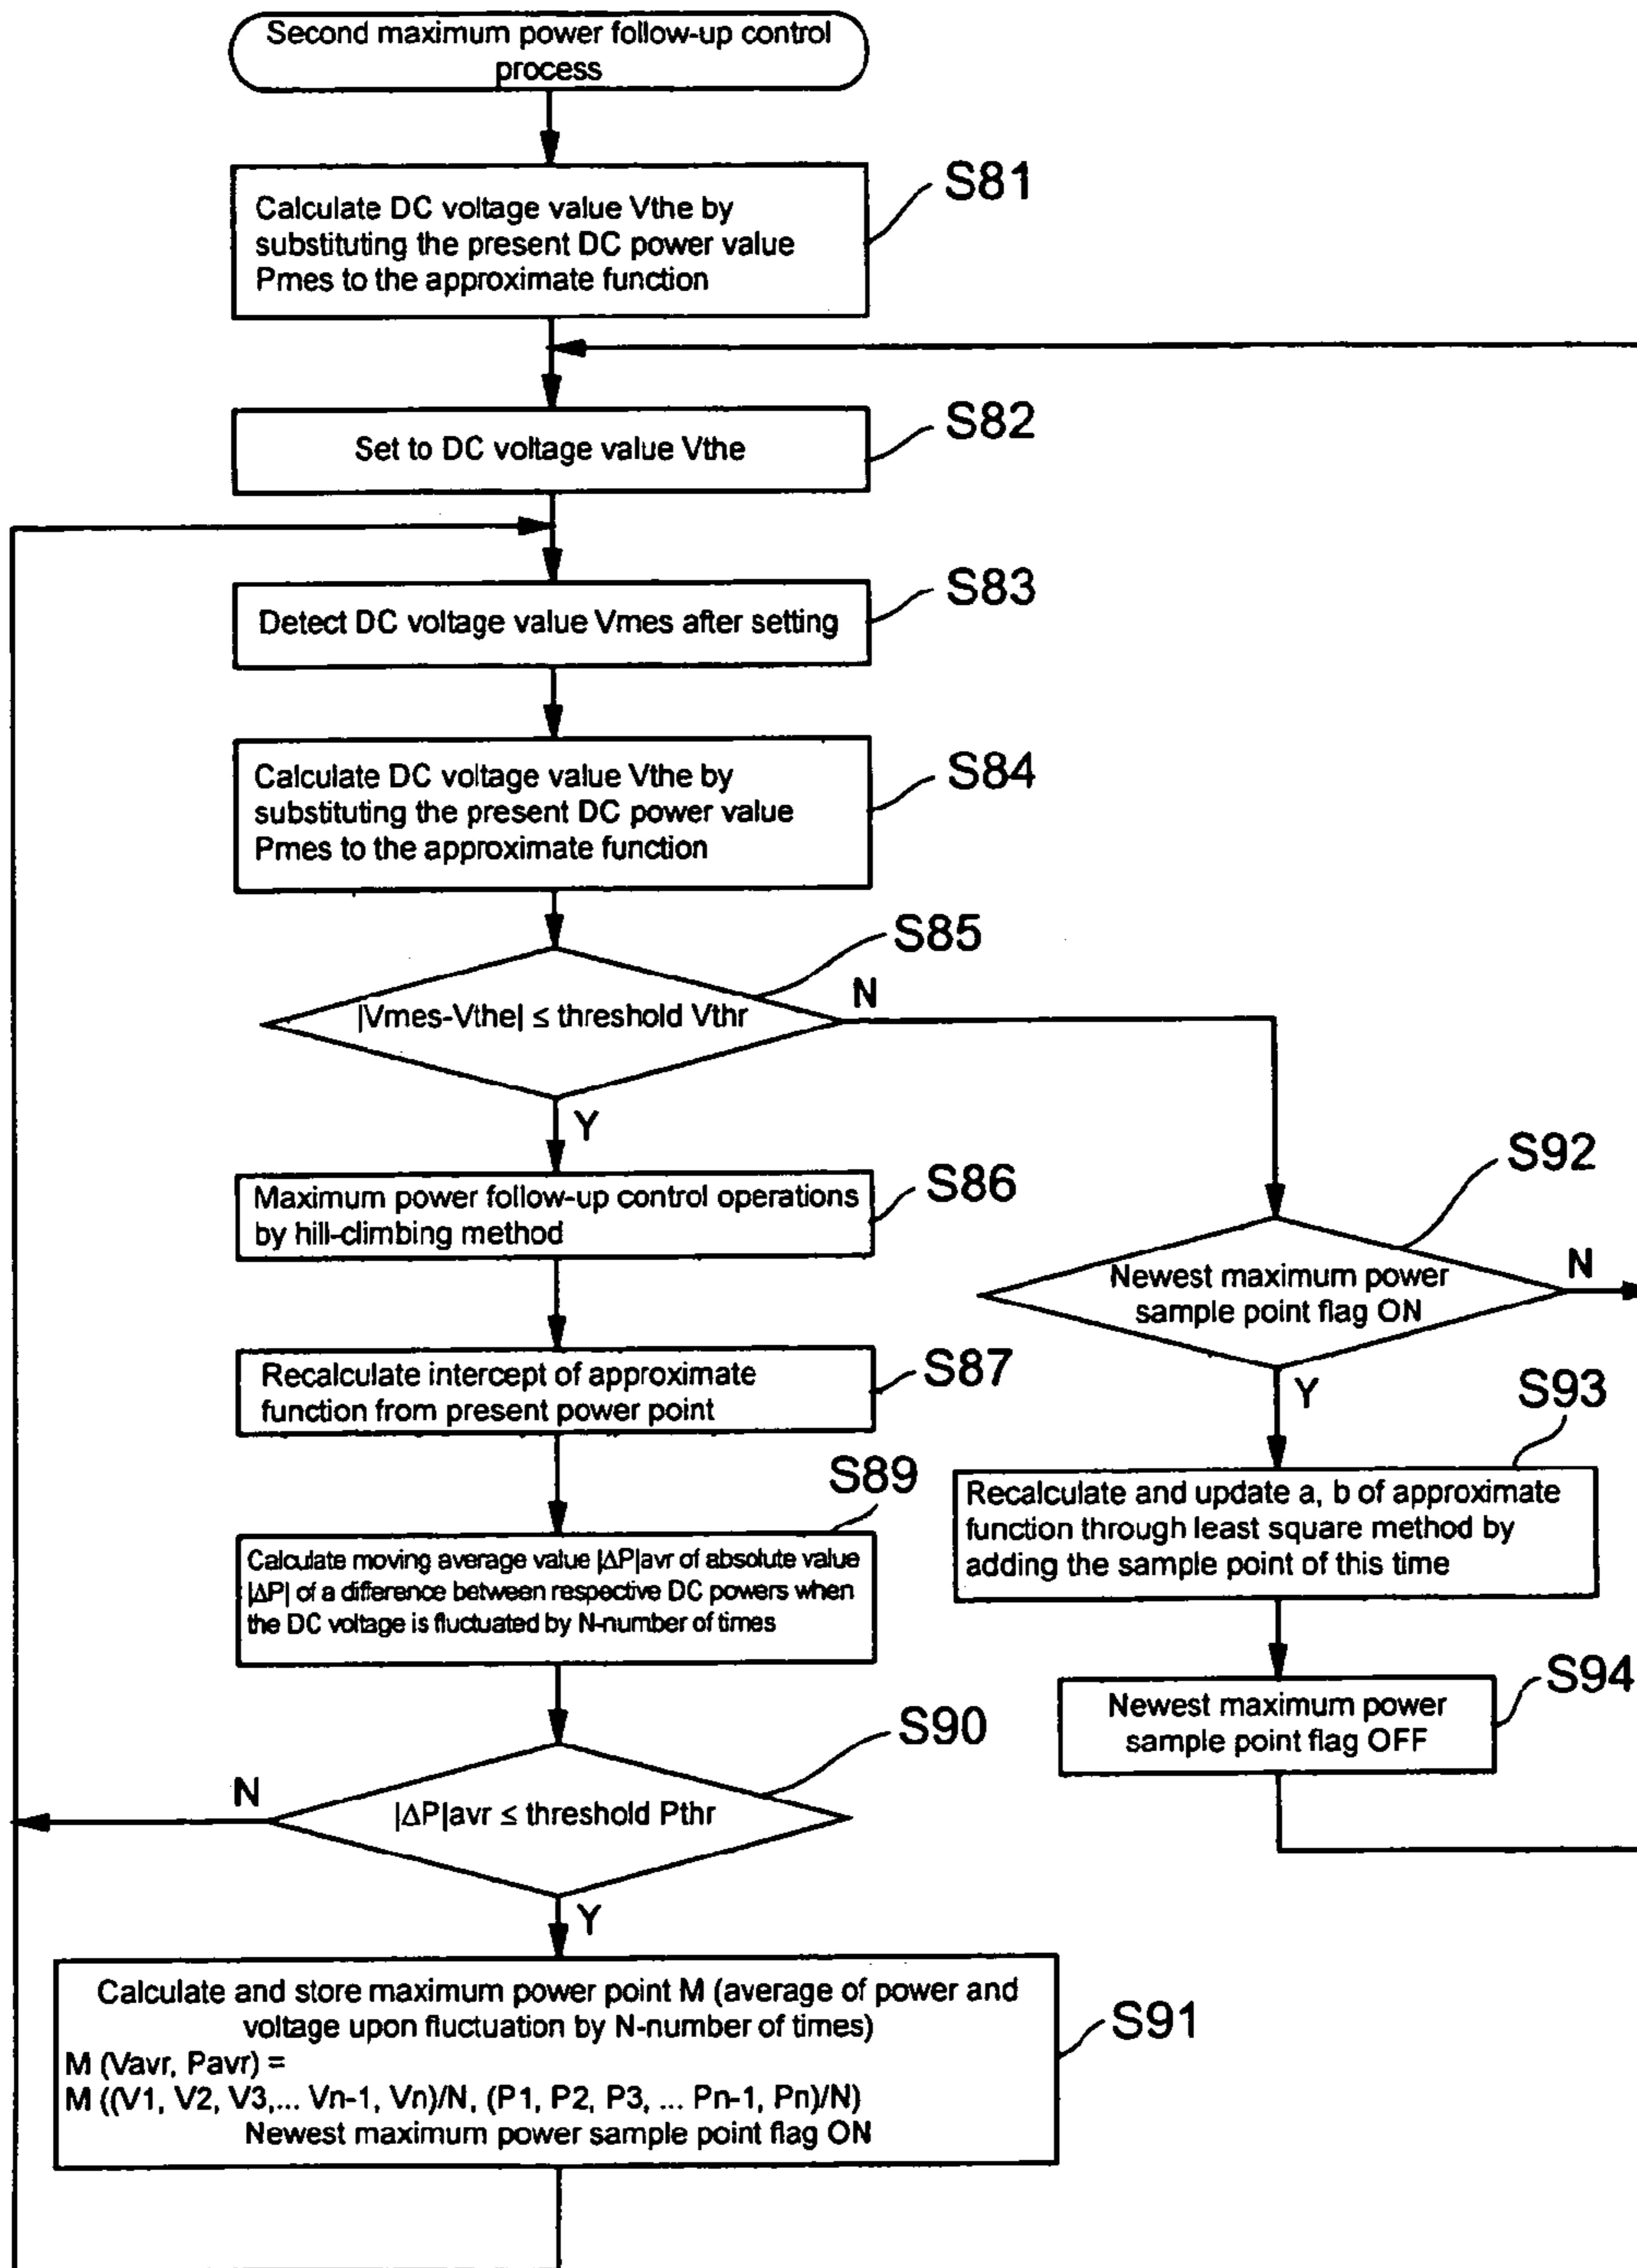 Second maximum power follow-up control
process
S81
Calculate DC voltage value Vthe by
substituting the present DC power value
Pmes to the approximate function
S82
Set to DC voltage value Vthe
S83
Detect DC voltage value Vmes after setting
S84
Calculate DC voltage value Vthe by
substituting the present DC power value
Pmes to the approximate function
S85
|Vmes-Vthe| ≤ threshold Vthr
N
Y
S86
Maximum power follow-up control operations
by hill-climbing method
S92
Newest maximum power
sample point flag ON
N
Y
S87
Recalculate intercept of approximate
function from present power point
S93
Recalculate and update a, b of approximate
function through least square method by
adding the sample point of this time
S89
Calculate moving average value |ΔP|avr of absolute value
|ΔP| of a difference between respective DC powers when
the DC voltage is fluctuated by N-number of times
S94
Newest maximum power
sample point flag OFF
S90
N
|ΔP|avr ≤ threshold Pthr
Y
S91
Calculate and store maximum power point M (average of power and
voltage upon fluctuation by N-number of times)
M (Vavr, Pavr) =
M ((V1, V2, V3,... Vn-1, Vn)/N, (P1, P2, P3, ... Pn-1, Pn)/N)
Newest maximum power sample point flag ON